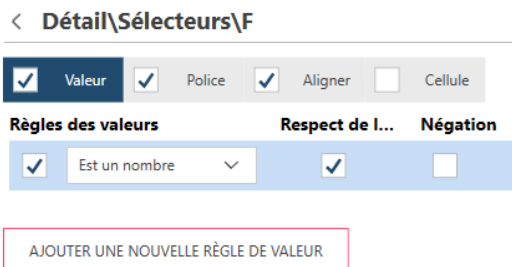 < Détail\Sélecteurs\F
Valeur Police Aligner Cellule
Règles des valeurs Respect de l... Négation
Est un nombre
AJOUTER UNE NOUVELLE RÈGLE DE VALEUR